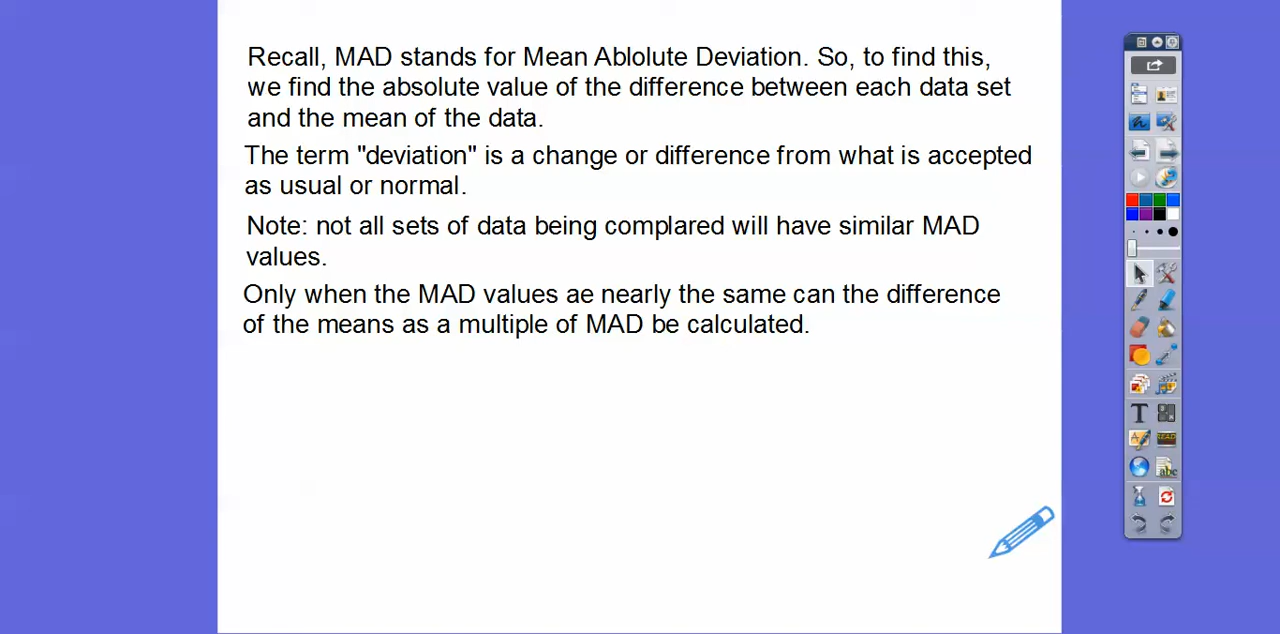 Recall, MAD stands for Mean Ablolute Deviation. So, to find this,
we find the absolute value of the difference between each data set
and the mean of the data.
The term "deviation" is a change or difference from what is accepted
as usual or normal.
Note: not all sets of data being complared will have similar MAD
values.
Only when the MAD values ae nearly the same can the difference
of the means as a multiple of MAD be calculated.